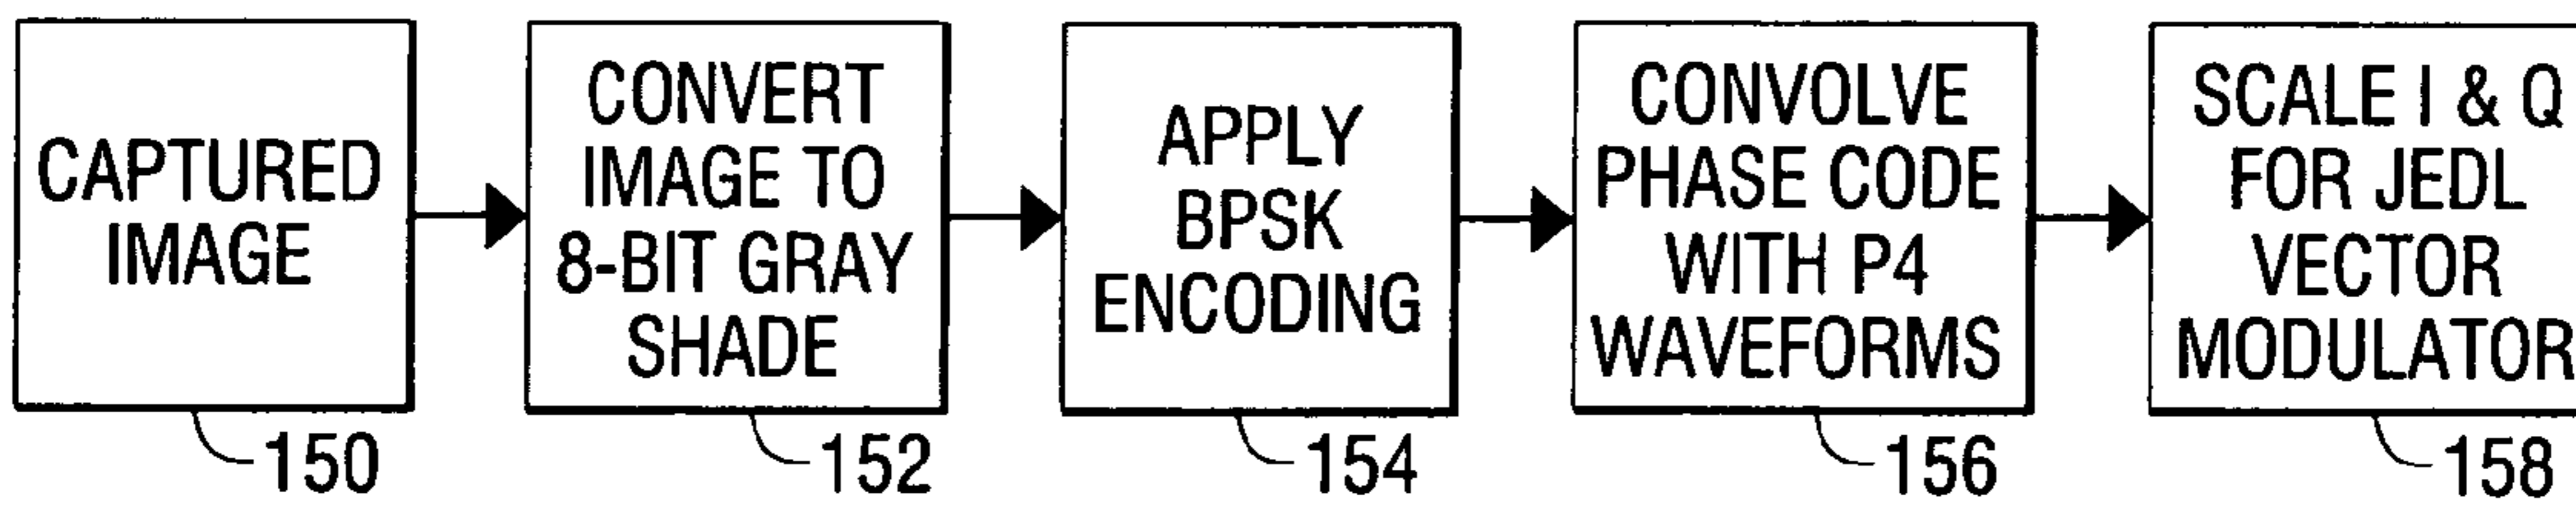 CAPTURED
IMAGE
150
CONVERT
IMAGE TO
8-BIT GRAY
SHADE
152
APPLY
BPSK
ENCODING
154
CONVOLVE
PHASE CODE
WITH P4
WAVEFORMS
156
SCALE I & Q
FOR JEDL
VECTOR
MODULATOR
158